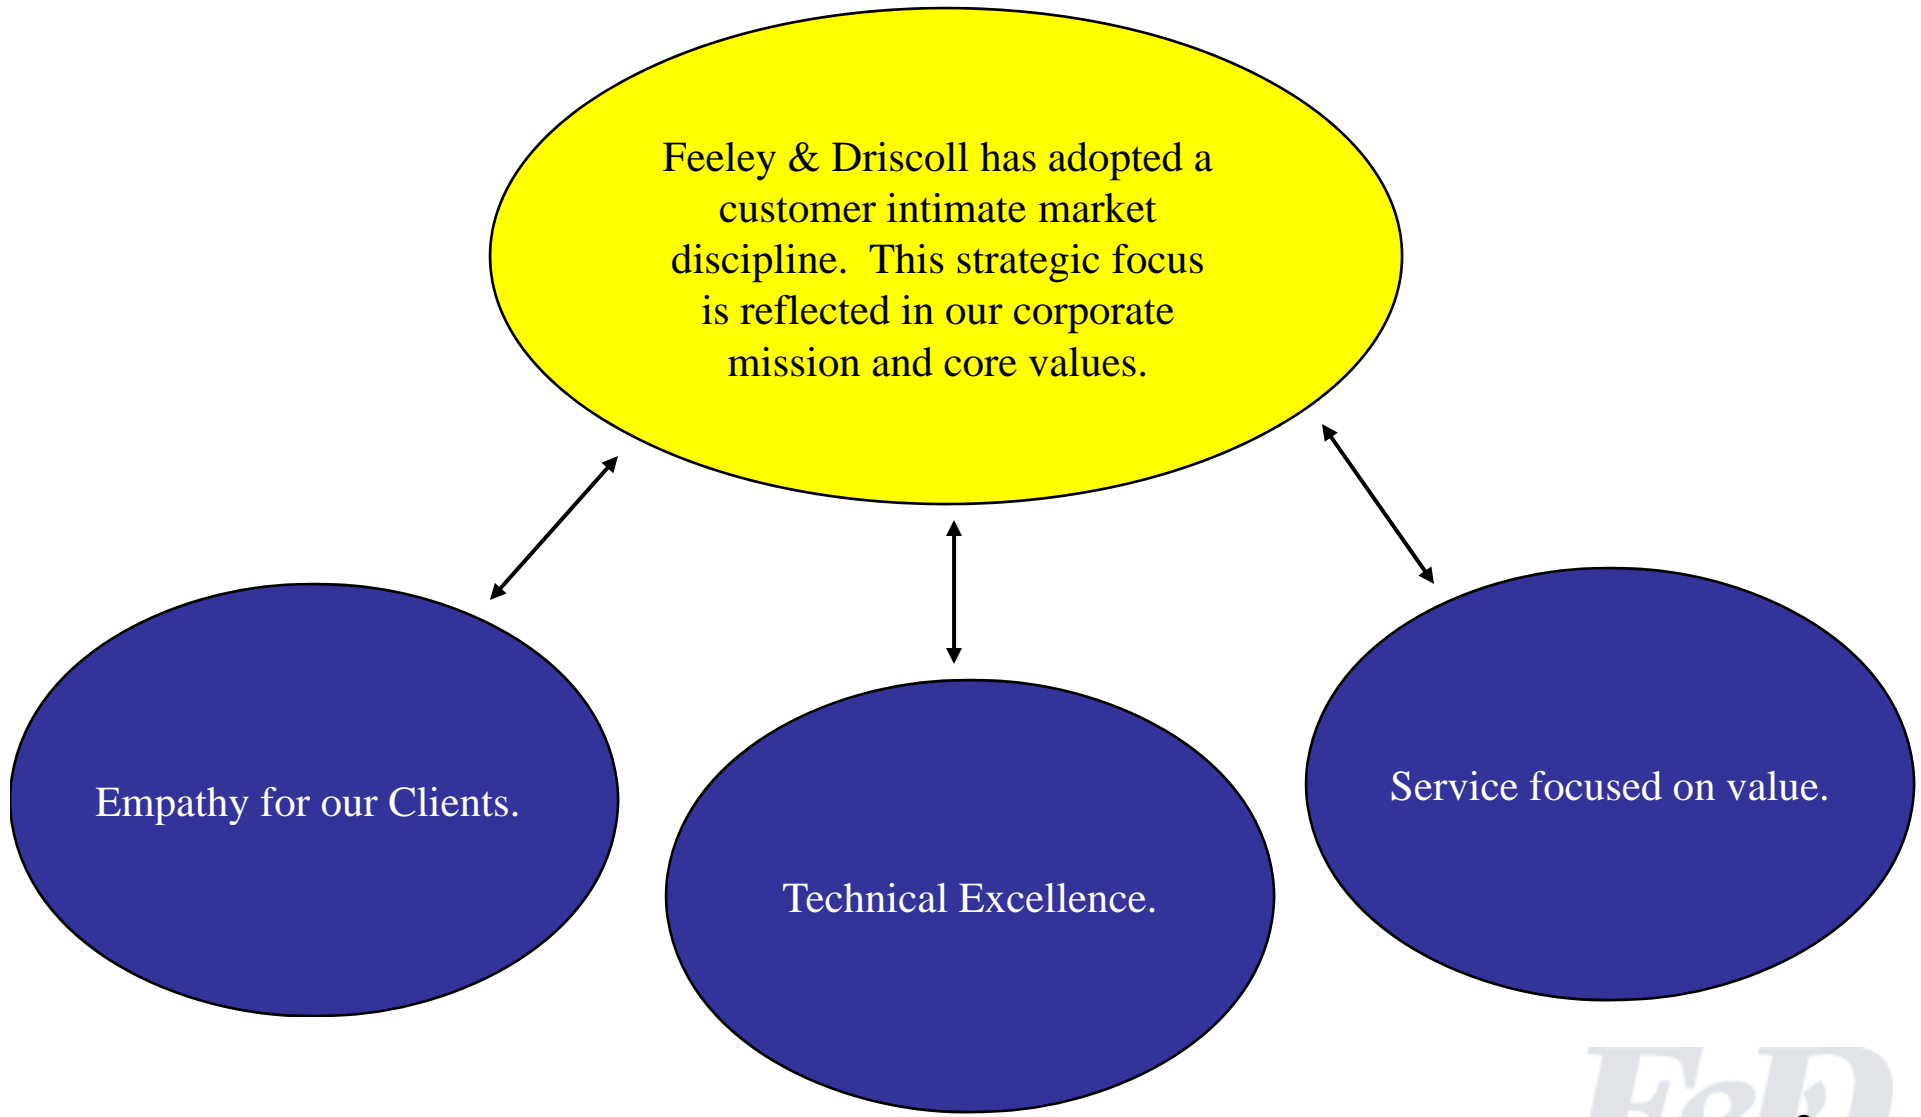 Feeley & Driscoll has adopted a
customer intimate market
discipline.  This strategic focus
is reflected in our corporate
mission and core values.
Empathy for our Clients.
Technical Excellence.
Service focused on value.
F&D